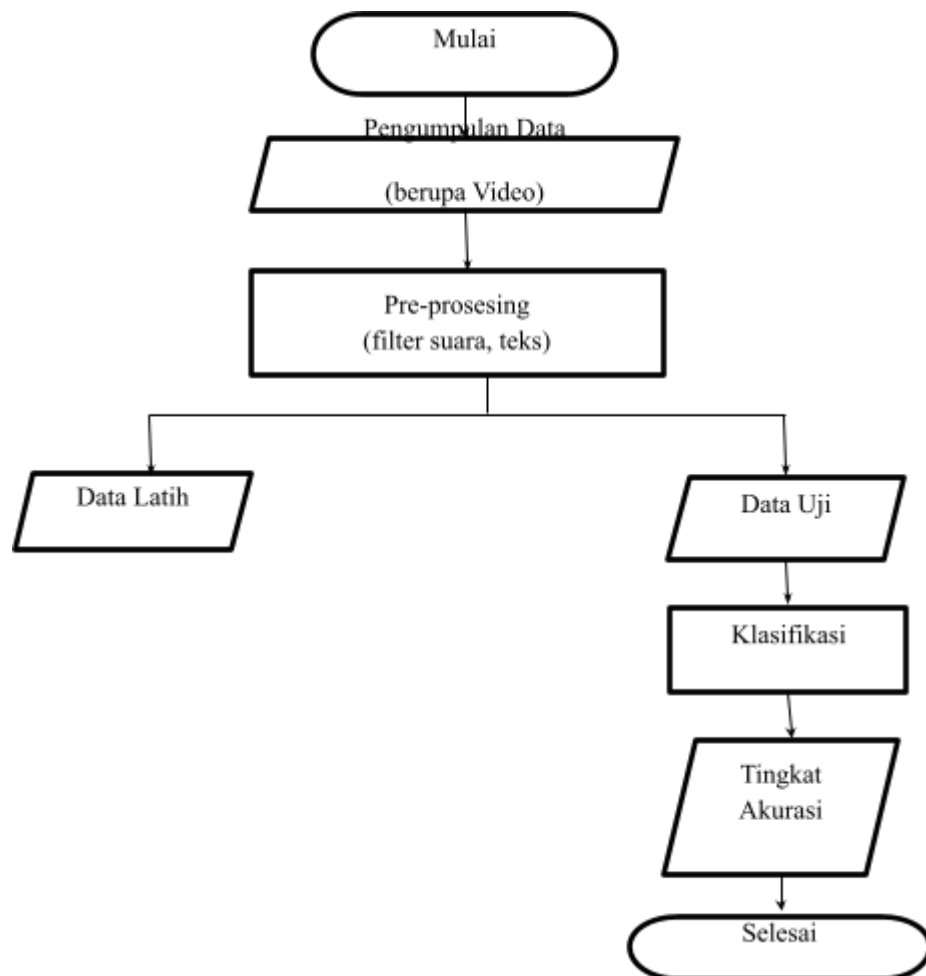 Mulai
Pengumpulan Data
(berupa Video)
Pre-prosesing
(filter suara, teks)
Data Latih
Data Uji
Klasifikasi
Tingkat
Akurasi
Selesai